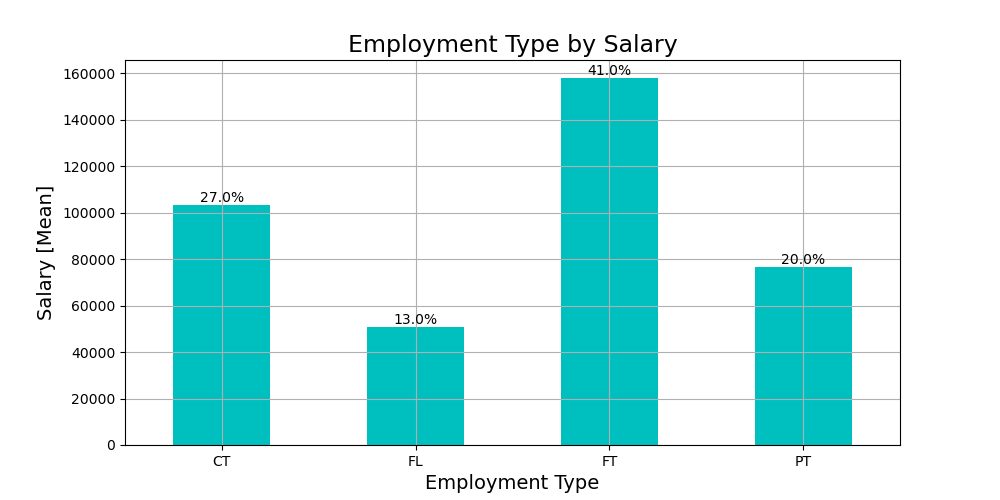 Employment Type by Salary
Salary [Mean]
160000
140000
120000
100000
80000
60000
40000
20000
0
27.0%
13.0%
41.0%
20.0%
CT
FL
FT
PT
Employment Type